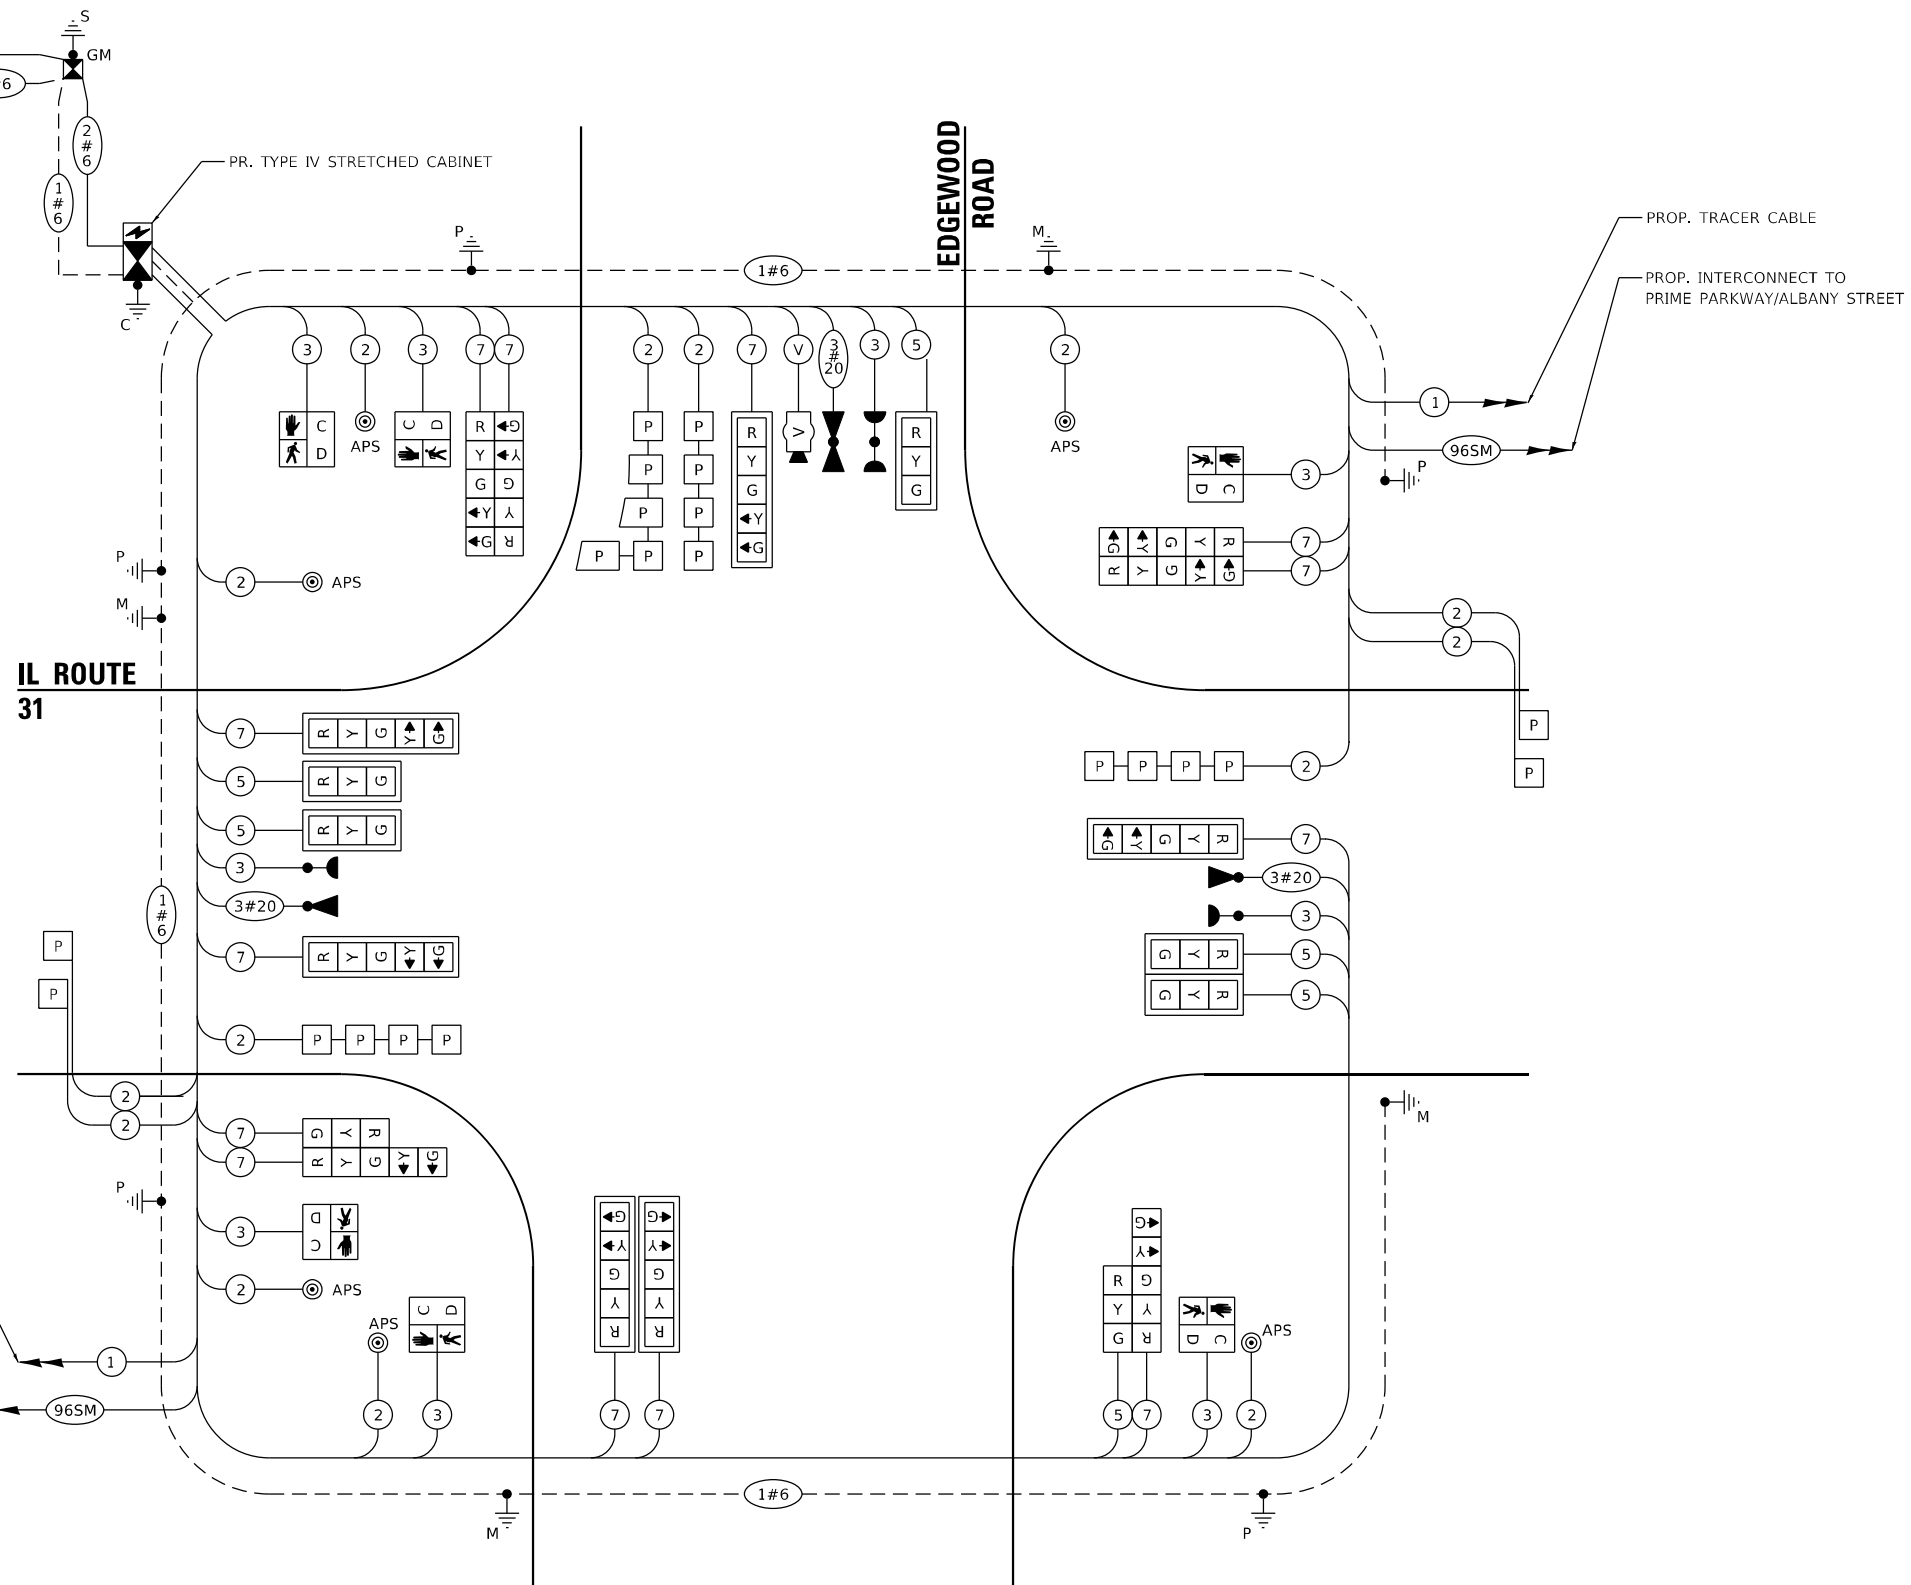 S
GM
#6
2
#
6
1
#
6
PR. TYPE IV STRETCHED CABINET
C
P
1#6
EDGEWOOD
ROAD
M
PROP. TRACER CABLE
PROP. INTERCONNECT TO
PRIME PARKWAY/ALBANY STREET
3 2 3 7 7 2 2 7 V 3#20 3 5 2
1
96SM
P
C
D
APS
C D
R G
Y Y
G G
Y Y
G R
P P
P P
P P
P P P
R
Y
G
Y
G
V
R
Y
G
APS
3
D C
G Y G Y R 7
R Y G Y G 7
P
M
2 APS
2
2
P
P
IL ROUTE
31
7 R Y G Y G
5 R Y G
5 R Y G
3
3#20
7 R Y G Y G
2 P P P P
1
#
6
P
P
2
2
P P P P 2
G Y G Y R 7
3#20
3
G Y R 5
G Y R 5
7 G Y R
7 R Y G Y G
P
3 D C
2 APS
1
96SM
APS
C D
2 3
G G
Y Y
G G
Y Y
R R
7 7
G
Y
R G
Y Y
G R
D C
APS
5 7 3 2
M
M
1#6
P